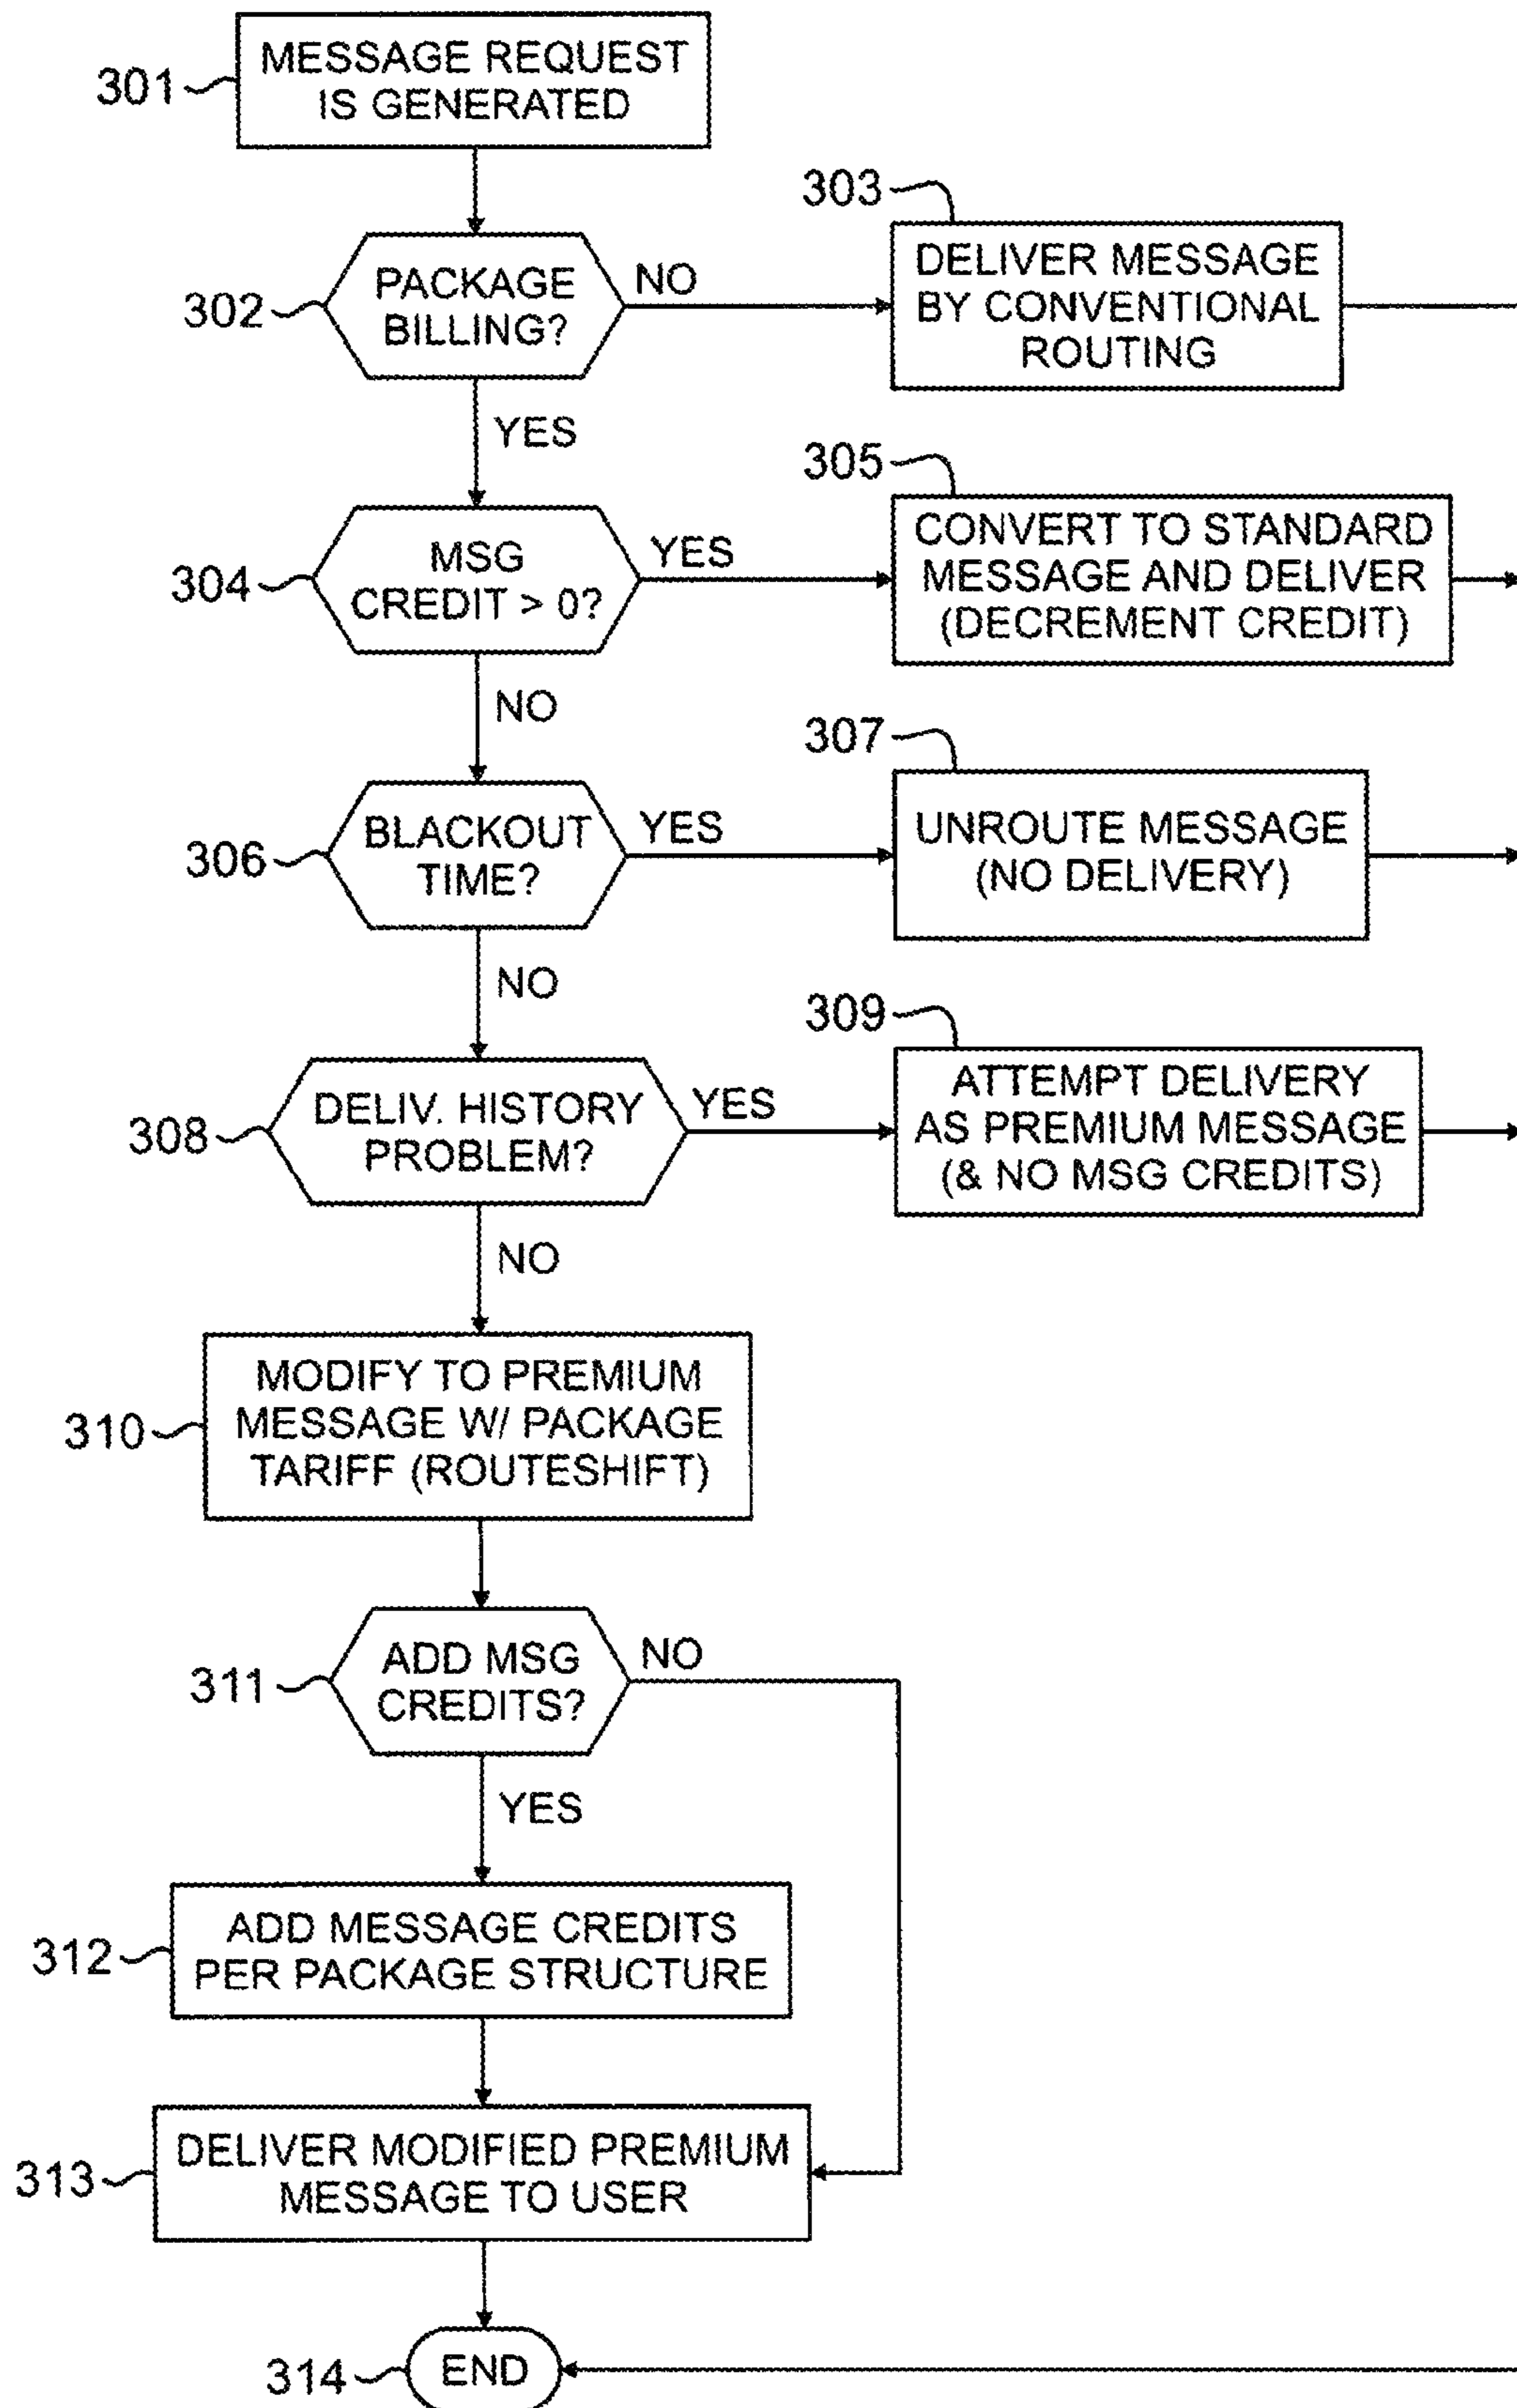 301
MESSAGE REQUEST
IS GENERATED
302
PACKAGE
BILLING?
NO
303
DELIVER MESSAGE
BY CONVENTIONAL
ROUTING
YES
304
MSG
CREDIT > 0?
YES
305
CONVERT TO STANDARD
MESSAGE AND DELIVER
(DECREMENT CREDIT)
NO
306
BLACKOUT
TIME?
YES
307
UNROUTE MESSAGE
(NO DELIVERY)
NO
308
DELIV. HISTORY
PROBLEM?
YES
309
ATTEMPT DELIVERY
AS PREMIUM MESSAGE
(& NO MSG CREDITS)
NO
310
MODIFY TO PREMIUM
MESSAGE W/ PACKAGE
TARIFF (ROUTESHIFT)
311
ADD MSG
CREDITS?
NO
YES
312
ADD MESSAGE CREDITS
PER PACKAGE STRUCTURE
313
DELIVER MODIFIED PREMIUM
MESSAGE TO USER
314
END